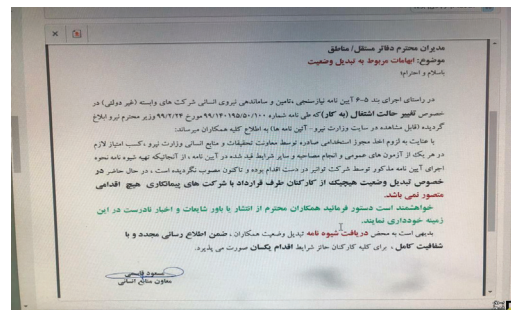 مدیران محترم دفاتر مستقل/ مناطق
موضوع: ابهامات مربوط به تبدیل وضعیت
باسلام و احترام؛
در راستای اجرای بند ۵-۶ آیین نامه نیازسنجی ،تامین و ساماندهی نیروی انسانی شرکت های وابسته (غیر دولتی) در
خصوص تغییر حالت اشتغال (به کار)که طی نامه شماره ۹۹/۱۳۰۱۹۵/۵۰/۱۰۰ مورخ ۹۹/۲/۲۴ وزیر محترم نیرو ابلاغ
گردیده (قابل مشاهده در سایت وزارت نیرو - آئین نامه ها) به اطلاع کلیه همکاران میرساند:
با عنایت به لزوم اخذ مجوز استخدامی صادره توسط معاونت تحقیقات و منابع انسانی وزارت نیرو ،کسب امتیاز لازم
در هر یک از آزمون های عمومی و انجام مصاحبه و سایر شرایط قید شده در آیین نامه ، از آنجائیکه تهیه شیوه نامه نحوه
اجرای آیین نامه مذکور توسط شرکت توانیر در دست اقدام بوده و تاکنون مصوب نگردیده است ، در حال حاضر در
خصوص تبدیل وضعیت هیچیک از کارکنان طرف قرارداد با شرکت های پیمانکاری هیچ اقدامی
متصور نمی باشد.
خواهشمند است دستور فرمائید همکاران محترم از انتشار یا باور شایعات و اخبار نادرست در این
زمینه خودداری نمایند.
بدیهی است به محض دریافت شیوه نامه تبدیل وضعیت همکاران ، ضمن اطلاع رسانی مجدد و با
شفافیت کامل ، برای کلیه کارکنان حائز شرایط اقدام یکسان صورت می پذیرد.
مسعود قاسمی
معاون منابع انسانی